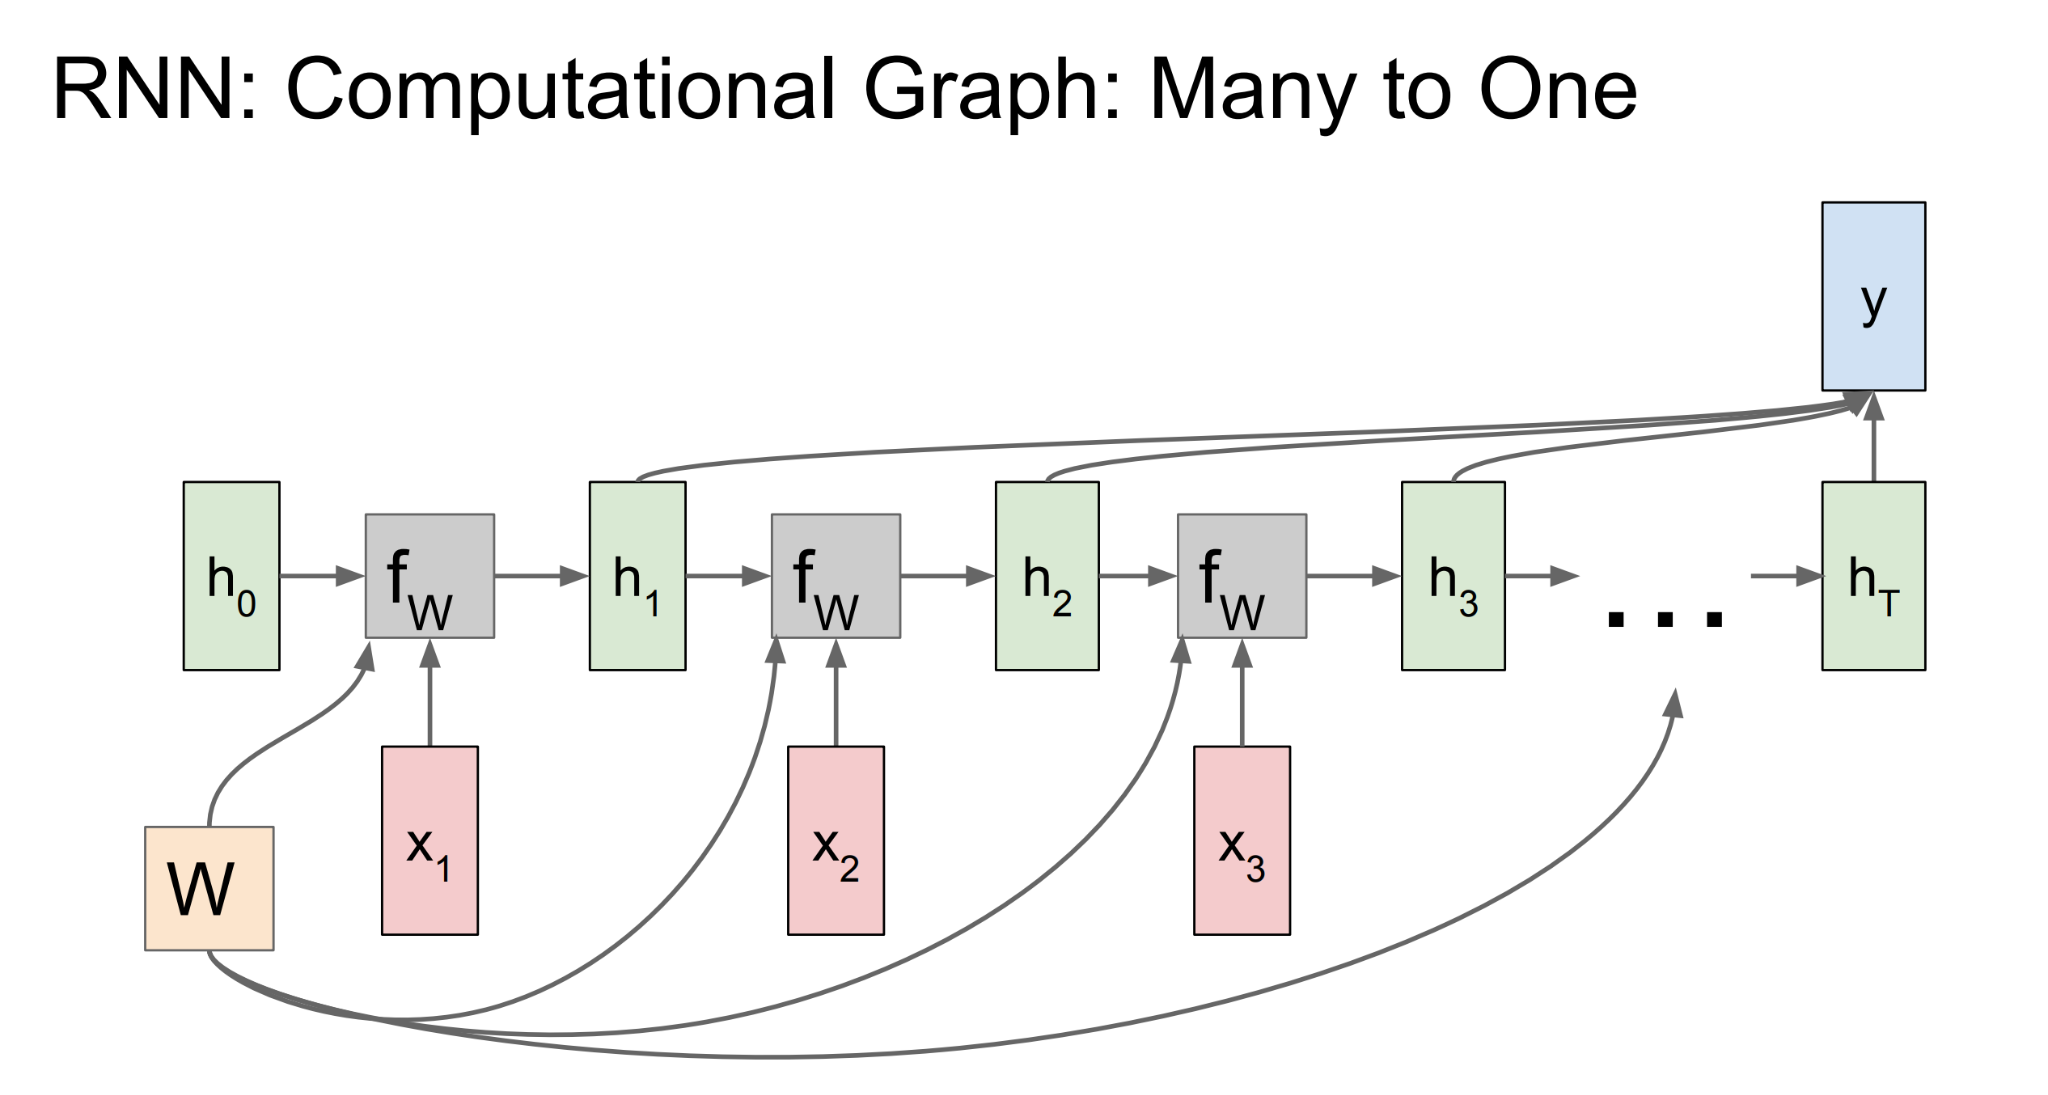 RNN: Computational Graph: Many to One
y
h0
fW
h1
fW
h2
fW
h3
...
hT
W
x1
x2
x3